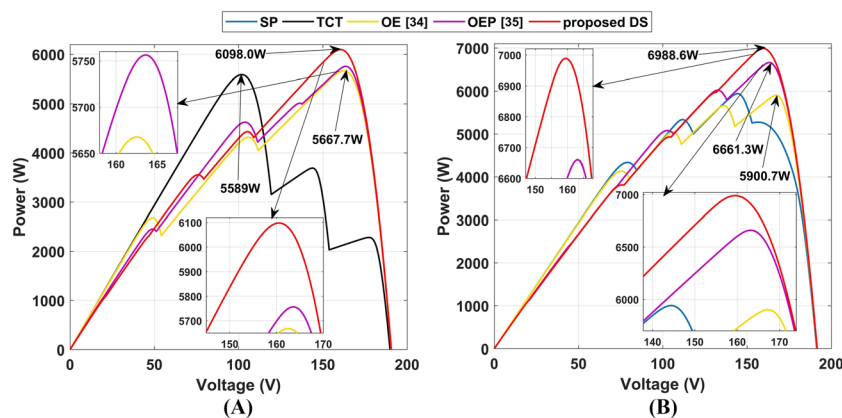 SP TCT OE [34] OEP [35] proposed DS
(A)
Power (W)
6000
5000
4000
3000
2000
1000
0
0 50 100 150 200
Voltage (V)
6098.0W
5667.7W
5589W
5760
5700
5650
160 165
6100
6000
5900
5800
5700
145 160 170
(B)
Power (W)
7000
6000
5000
4000
3000
2000
1000
0
0 50 100 150 200
Voltage (V)
6988.6W
6661.3W
5900.7W
7000
6900
6800
6700
6600
150 160
7000
6500
6000
140 150 160 170